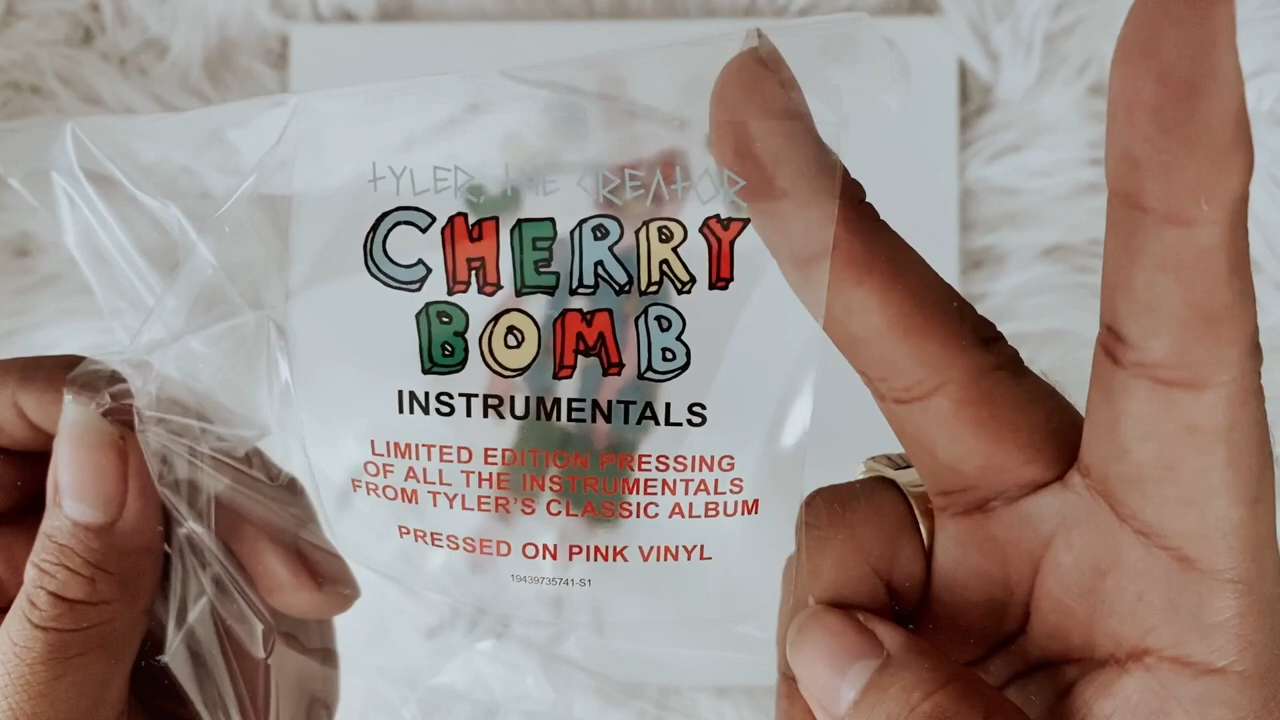 tYLER, tHE CREAtOR
CHERRY
BOMB
INSTRUMENTALS
LIMITED EDITION PRESSING
OF ALL THE INSTRUMENTALS
FROM TYLER'S CLASSIC ALBUM
PRESSED ON PINK VINYL
19439735741-S1